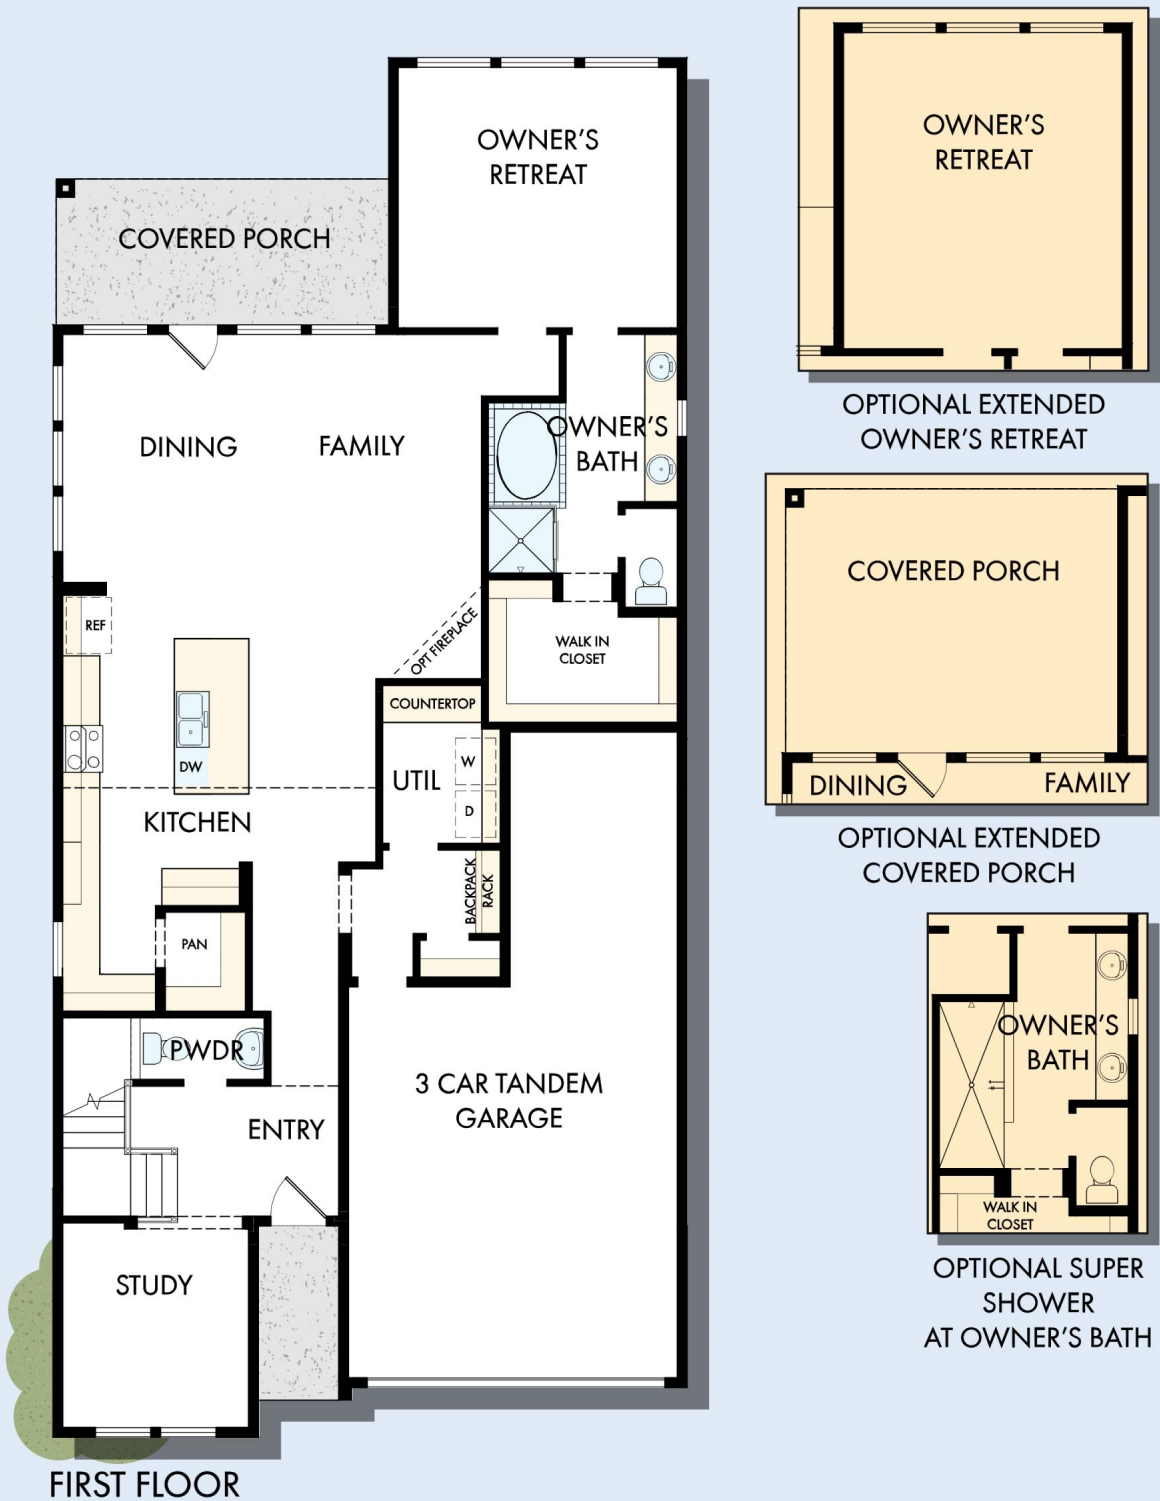 OWNER'S
RETREAT
COVERED PORCH
DINING
FAMILY
OWNER'S
BATH
REF
OPT FIREPLACE
WALK IN
CLOSET
COUNTERTOP
DW
UTIL
W
D
KITCHEN
BACKPACK
RACK
PAN
PWDR
3 CAR TANDEM
GARAGE
ENTRY
STUDY
FIRST FLOOR
OWNER'S
RETREAT
OPTIONAL EXTENDED
OWNER'S RETREAT
COVERED PORCH
DINING
FAMILY
OPTIONAL EXTENDED
COVERED PORCH
OWNER'S
BATH
WALK IN
CLOSET
OPTIONAL SUPER
SHOWER
AT OWNER'S BATH